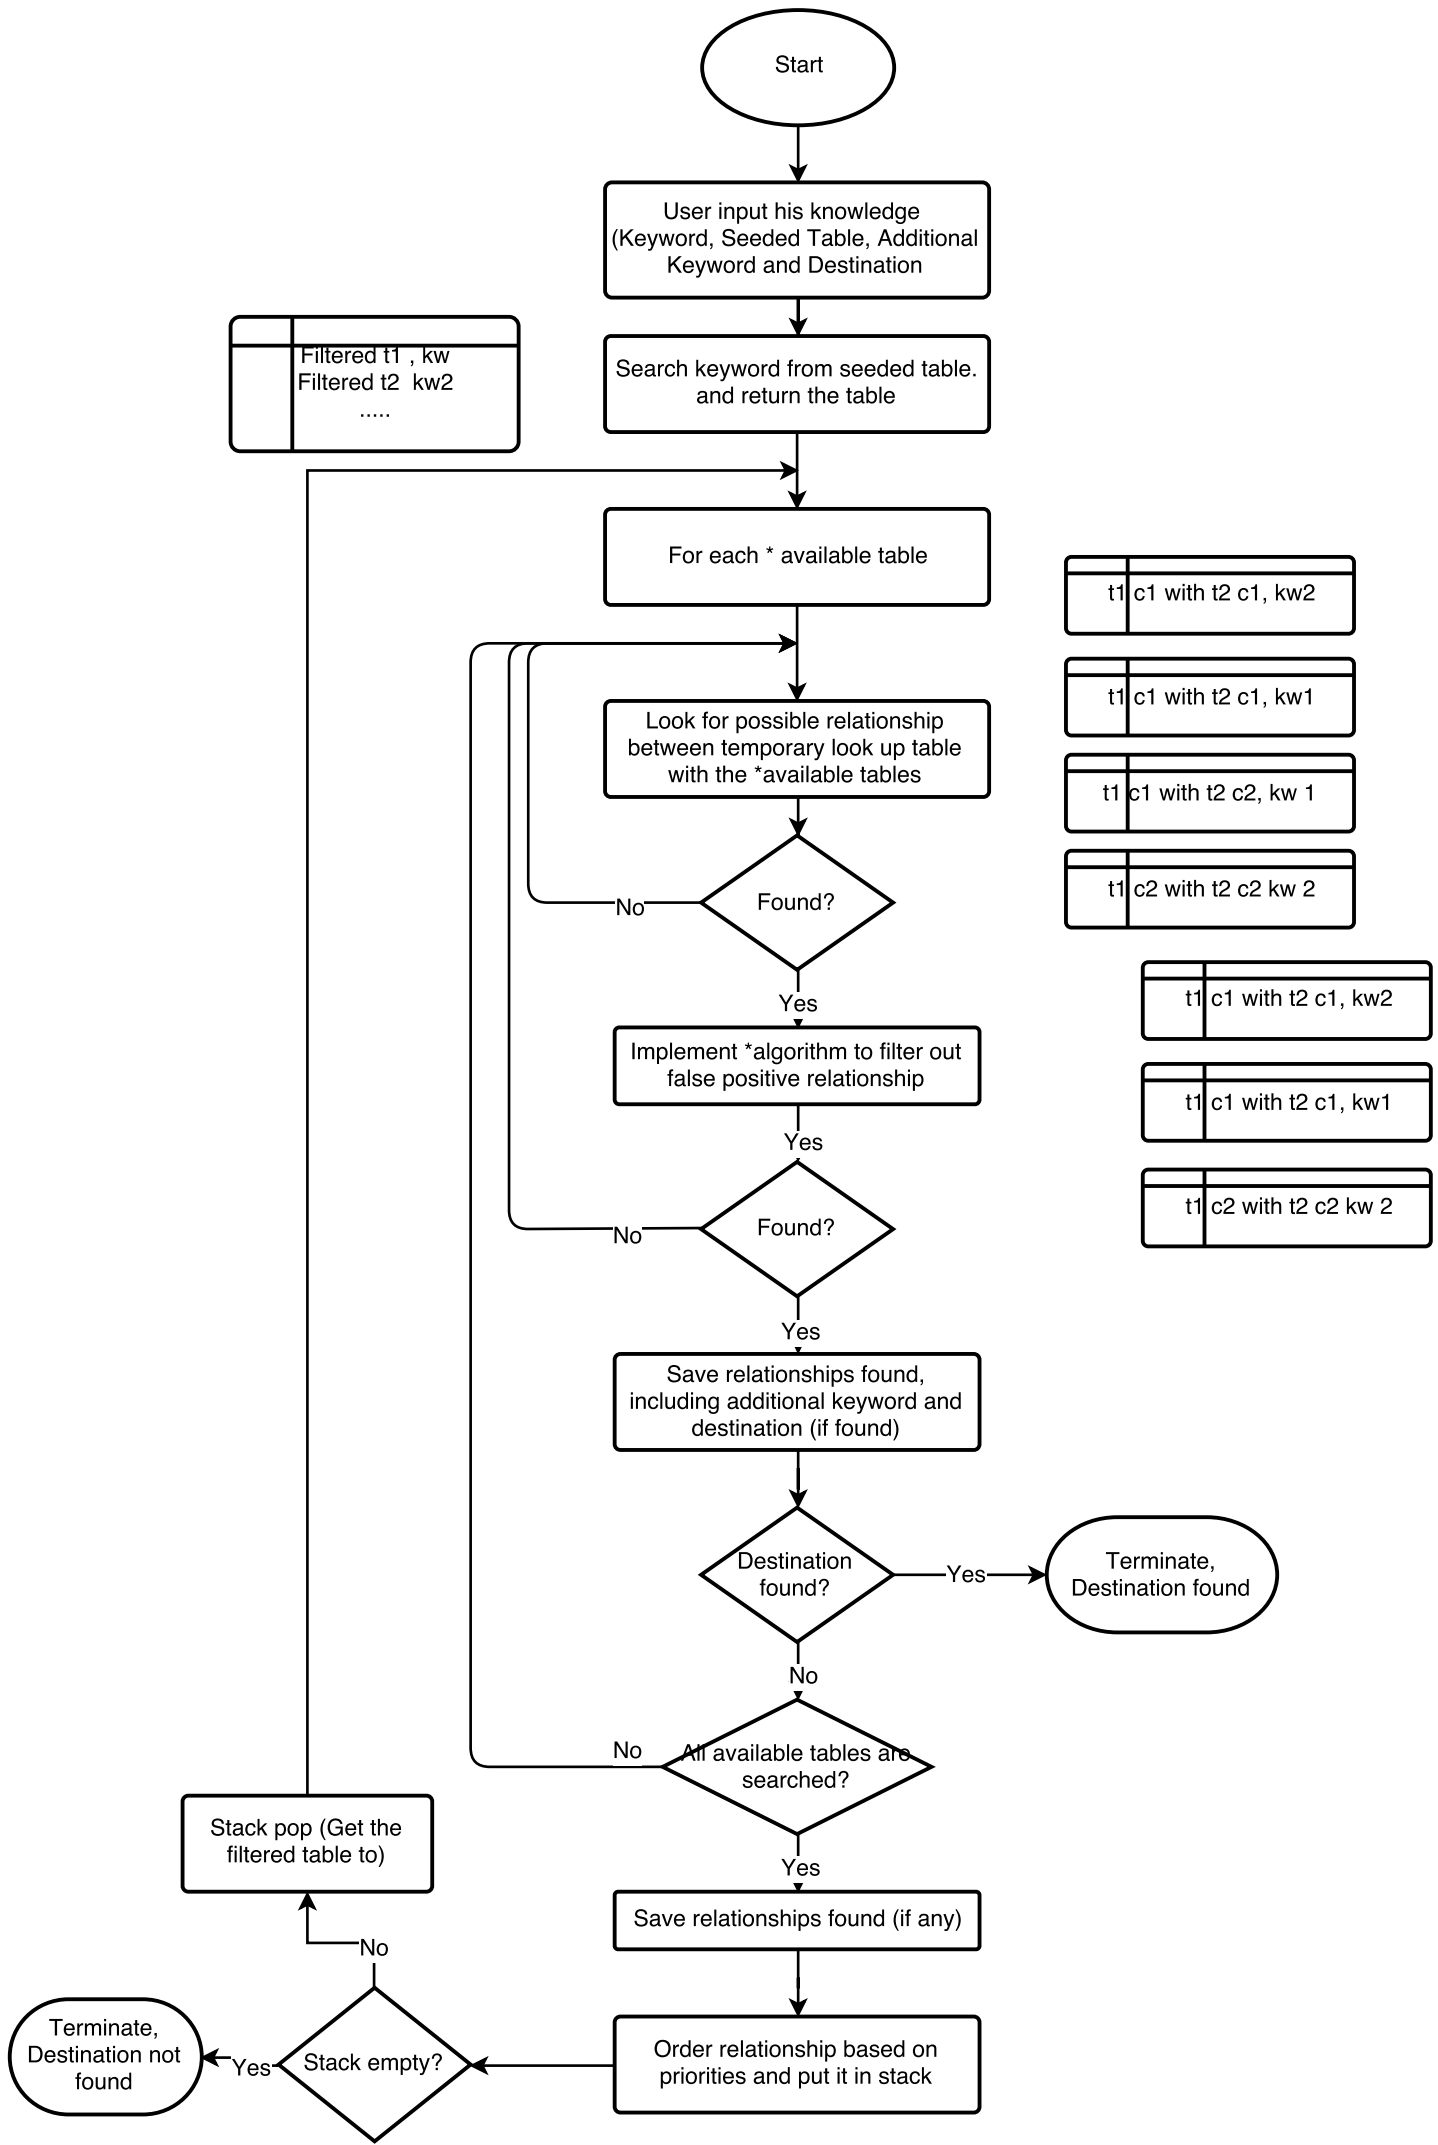 Start
User input his knowledge
(Keyword, Seeded Table, Additional
Keyword and Destination
Filtered t1 , kw
Filtered t2  kw2
.....
Search keyword from seeded table.
and return the table
For each * available table
t1 c1 with t2 c1, kw2
t1 c1 with t2 c1, kw1
t1 c1 with t2 c2, kw 1
t1 c2 with t2 c2 kw 2
Look for possible relationship
between temporary look up table
with the *available tables
Found?
No
Yes
t1 c1 with t2 c1, kw2
t1 c1 with t2 c1, kw1
t1 c2 with t2 c2 kw 2
Implement *algorithm to filter out
false positive relationship
Yes
Found?
No
Yes
Save relationships found,
including additional keyword and
destination (if found)
Destination
found?
Yes
Terminate,
Destination found
No
All available tables are
searched?
No
Yes
Stack pop (Get the
filtered table to)
Save relationships found (if any)
No
Order relationship based on
priorities and put it in stack
Stack empty?
Yes
Terminate,
Destination not
found